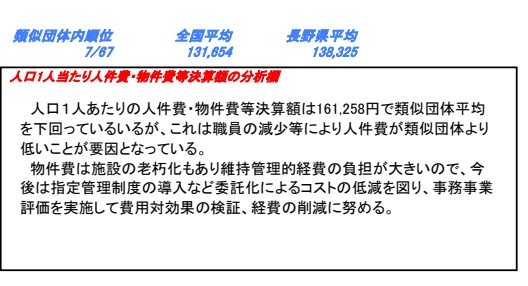 類似団体内順位 全国平均 長野県平均
7/67 131,654 138,325
人口1人当たり人件費・物件費等決算額の分析欄
人口１人あたりの人件費・物件費等決算額は161,258円で類似団体平均
を下回っているいるが、これは職員の減少等により人件費が類似団体より
低いことが要因となっている。
物件費は施設の老朽化もあり維持管理的経費の負担が大きいので、今
後は指定管理制度の導入など委託化によるコストの低減を図り、事務事業
評価を実施して費用対効果の検証、経費の削減に努める。